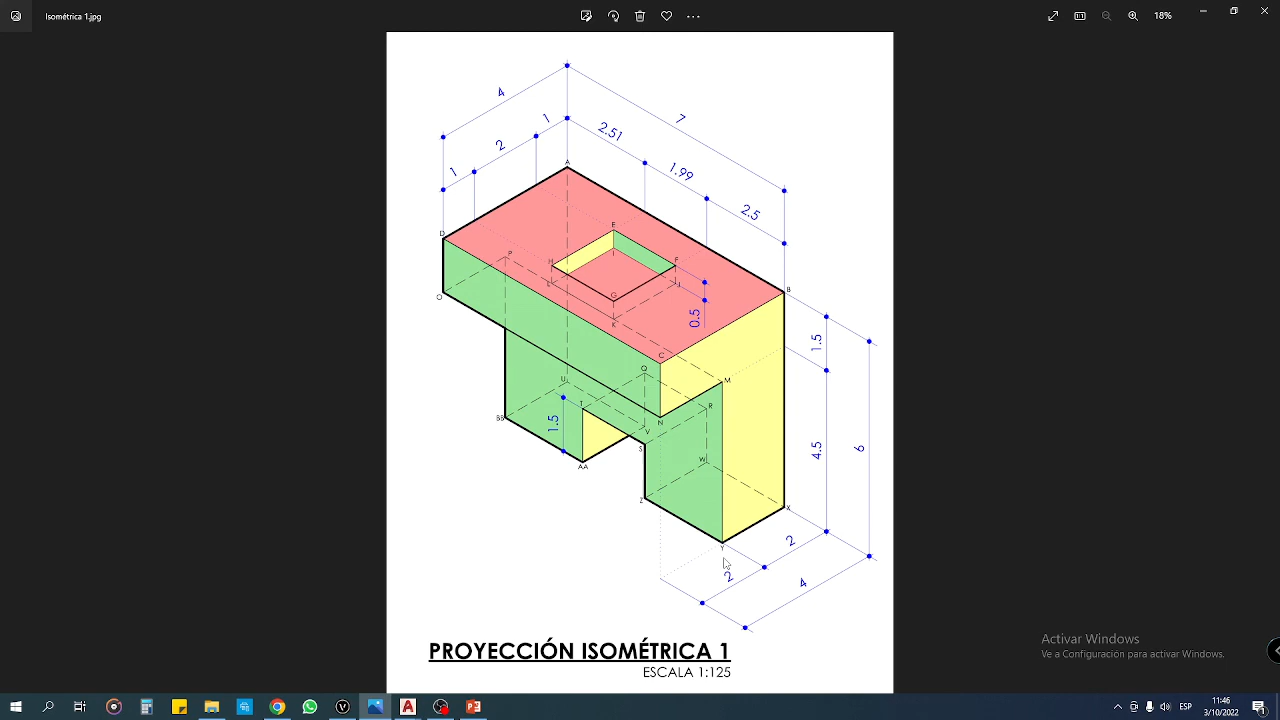 Isométrica 1.jpg
18%
4
7
1
2
1
2.51
1.99
2.5
A
D
E
P
H
F
I
L
J
O
G
K
B
0.5
1.5
C
Q
M
U
T
R
N
BB
1.5
V
S
AA
W
4.5
6
Z
X
Y
2
2
4
PROYECCIÓN ISOMÉTRICA 1
ESCALA 1:125
Activar Windows
Ve a Configuración para activar Windows.
ESP
11:46
3/10/2022